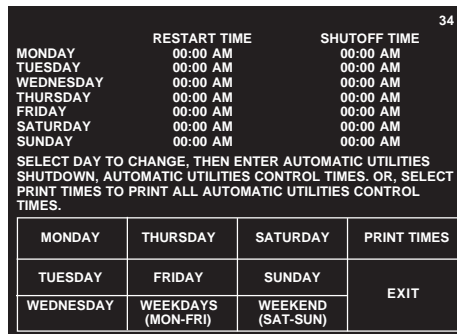 34
RESTART TIME SHUTOFF TIME
MONDAY 00:00 AM 00:00 AM
TUESDAY 00:00 AM 00:00 AM
WEDNESDAY 00:00 AM 00:00 AM
THURSDAY 00:00 AM 00:00 AM
FRIDAY 00:00 AM 00:00 AM
SATURDAY 00:00 AM 00:00 AM
SUNDAY 00:00 AM 00:00 AM
SELECT DAY TO CHANGE, THEN ENTER AUTOMATIC UTILITIES
SHUTDOWN, AUTOMATIC UTILITIES CONTROL TIMES. OR, SELECT
PRINT TIMES TO PRINT ALL AUTOMATIC UTILITIES CONTROL
TIMES.
MONDAY THURSDAY SATURDAY PRINT TIMES
TUESDAY FRIDAY SUNDAY
EXIT
WEDNESDAY WEEKDAYS WEEKEND
(MON-FRI) (SAT-SUN)